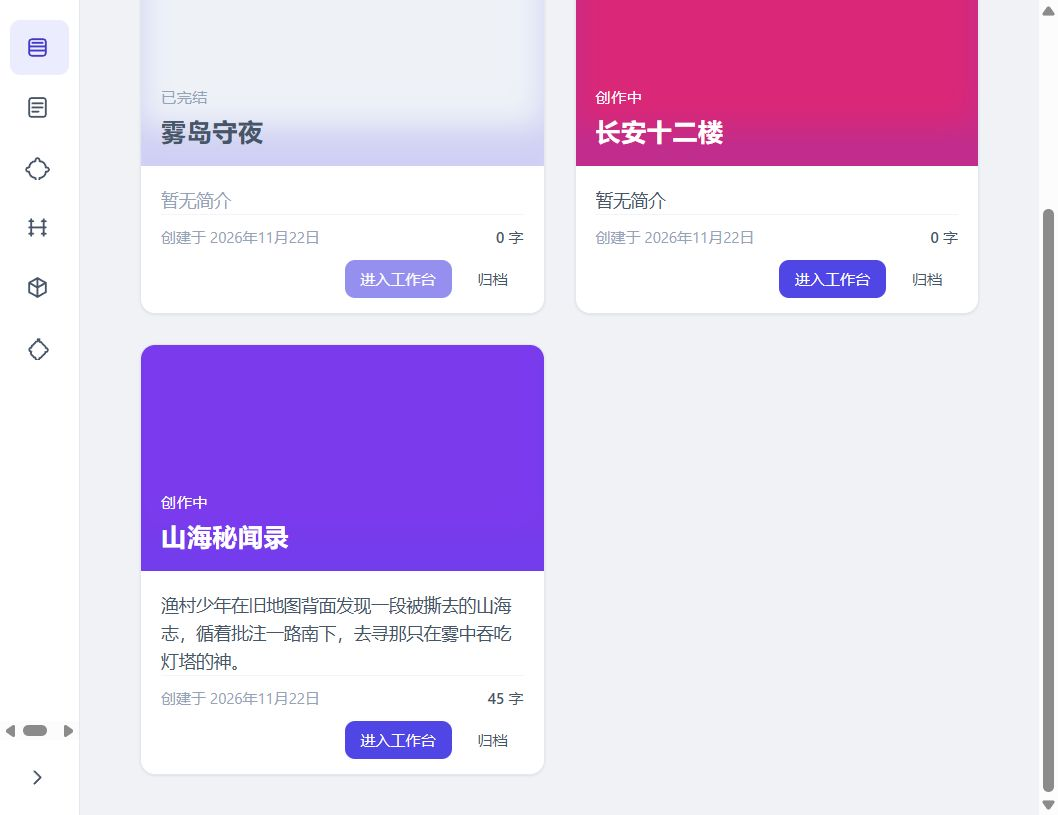 已完结
雾岛守夜
暂无简介
创建于 2026年11月22日
0 字
进入工作台
归档
创作中
长安十二楼
暂无简介
创建于 2026年11月22日
0 字
进入工作台
归档
创作中
山海秘闻录
渔村少年在旧地图背面发现一段被撕去的山海
志，循着批注一路南下，去寻那只在雾中吞吃
灯塔的神。
创建于 2026年11月22日
45 字
进入工作台
归档